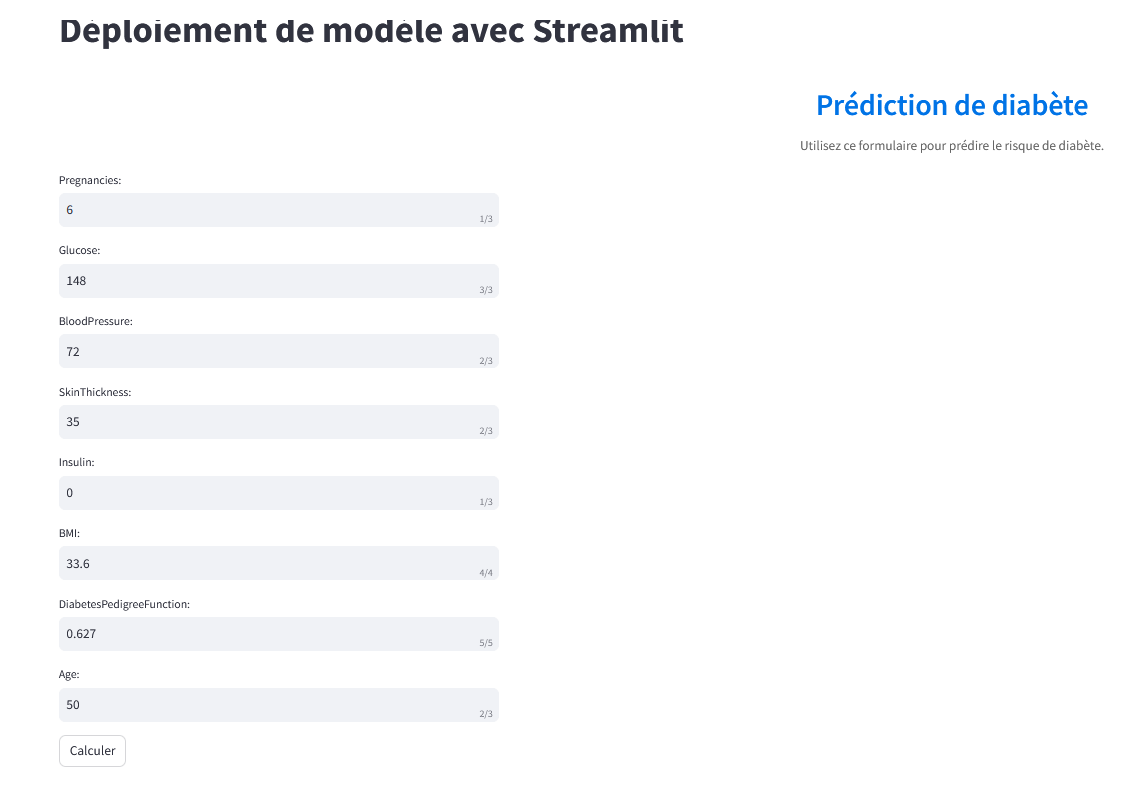 Déploiement de modèle avec Streamlit
Prédiction de diabète
Utilisez ce formulaire pour prédire le risque de diabète.
Pregnancies:
6
1/3
Glucose:
148
3/3
BloodPressure:
72
2/3
SkinThickness:
35
2/3
Insulin:
0
1/3
BMI:
33.6
4/4
DiabetesPedigreeFunction:
0.627
5/5
Age:
50
2/3
Calculer